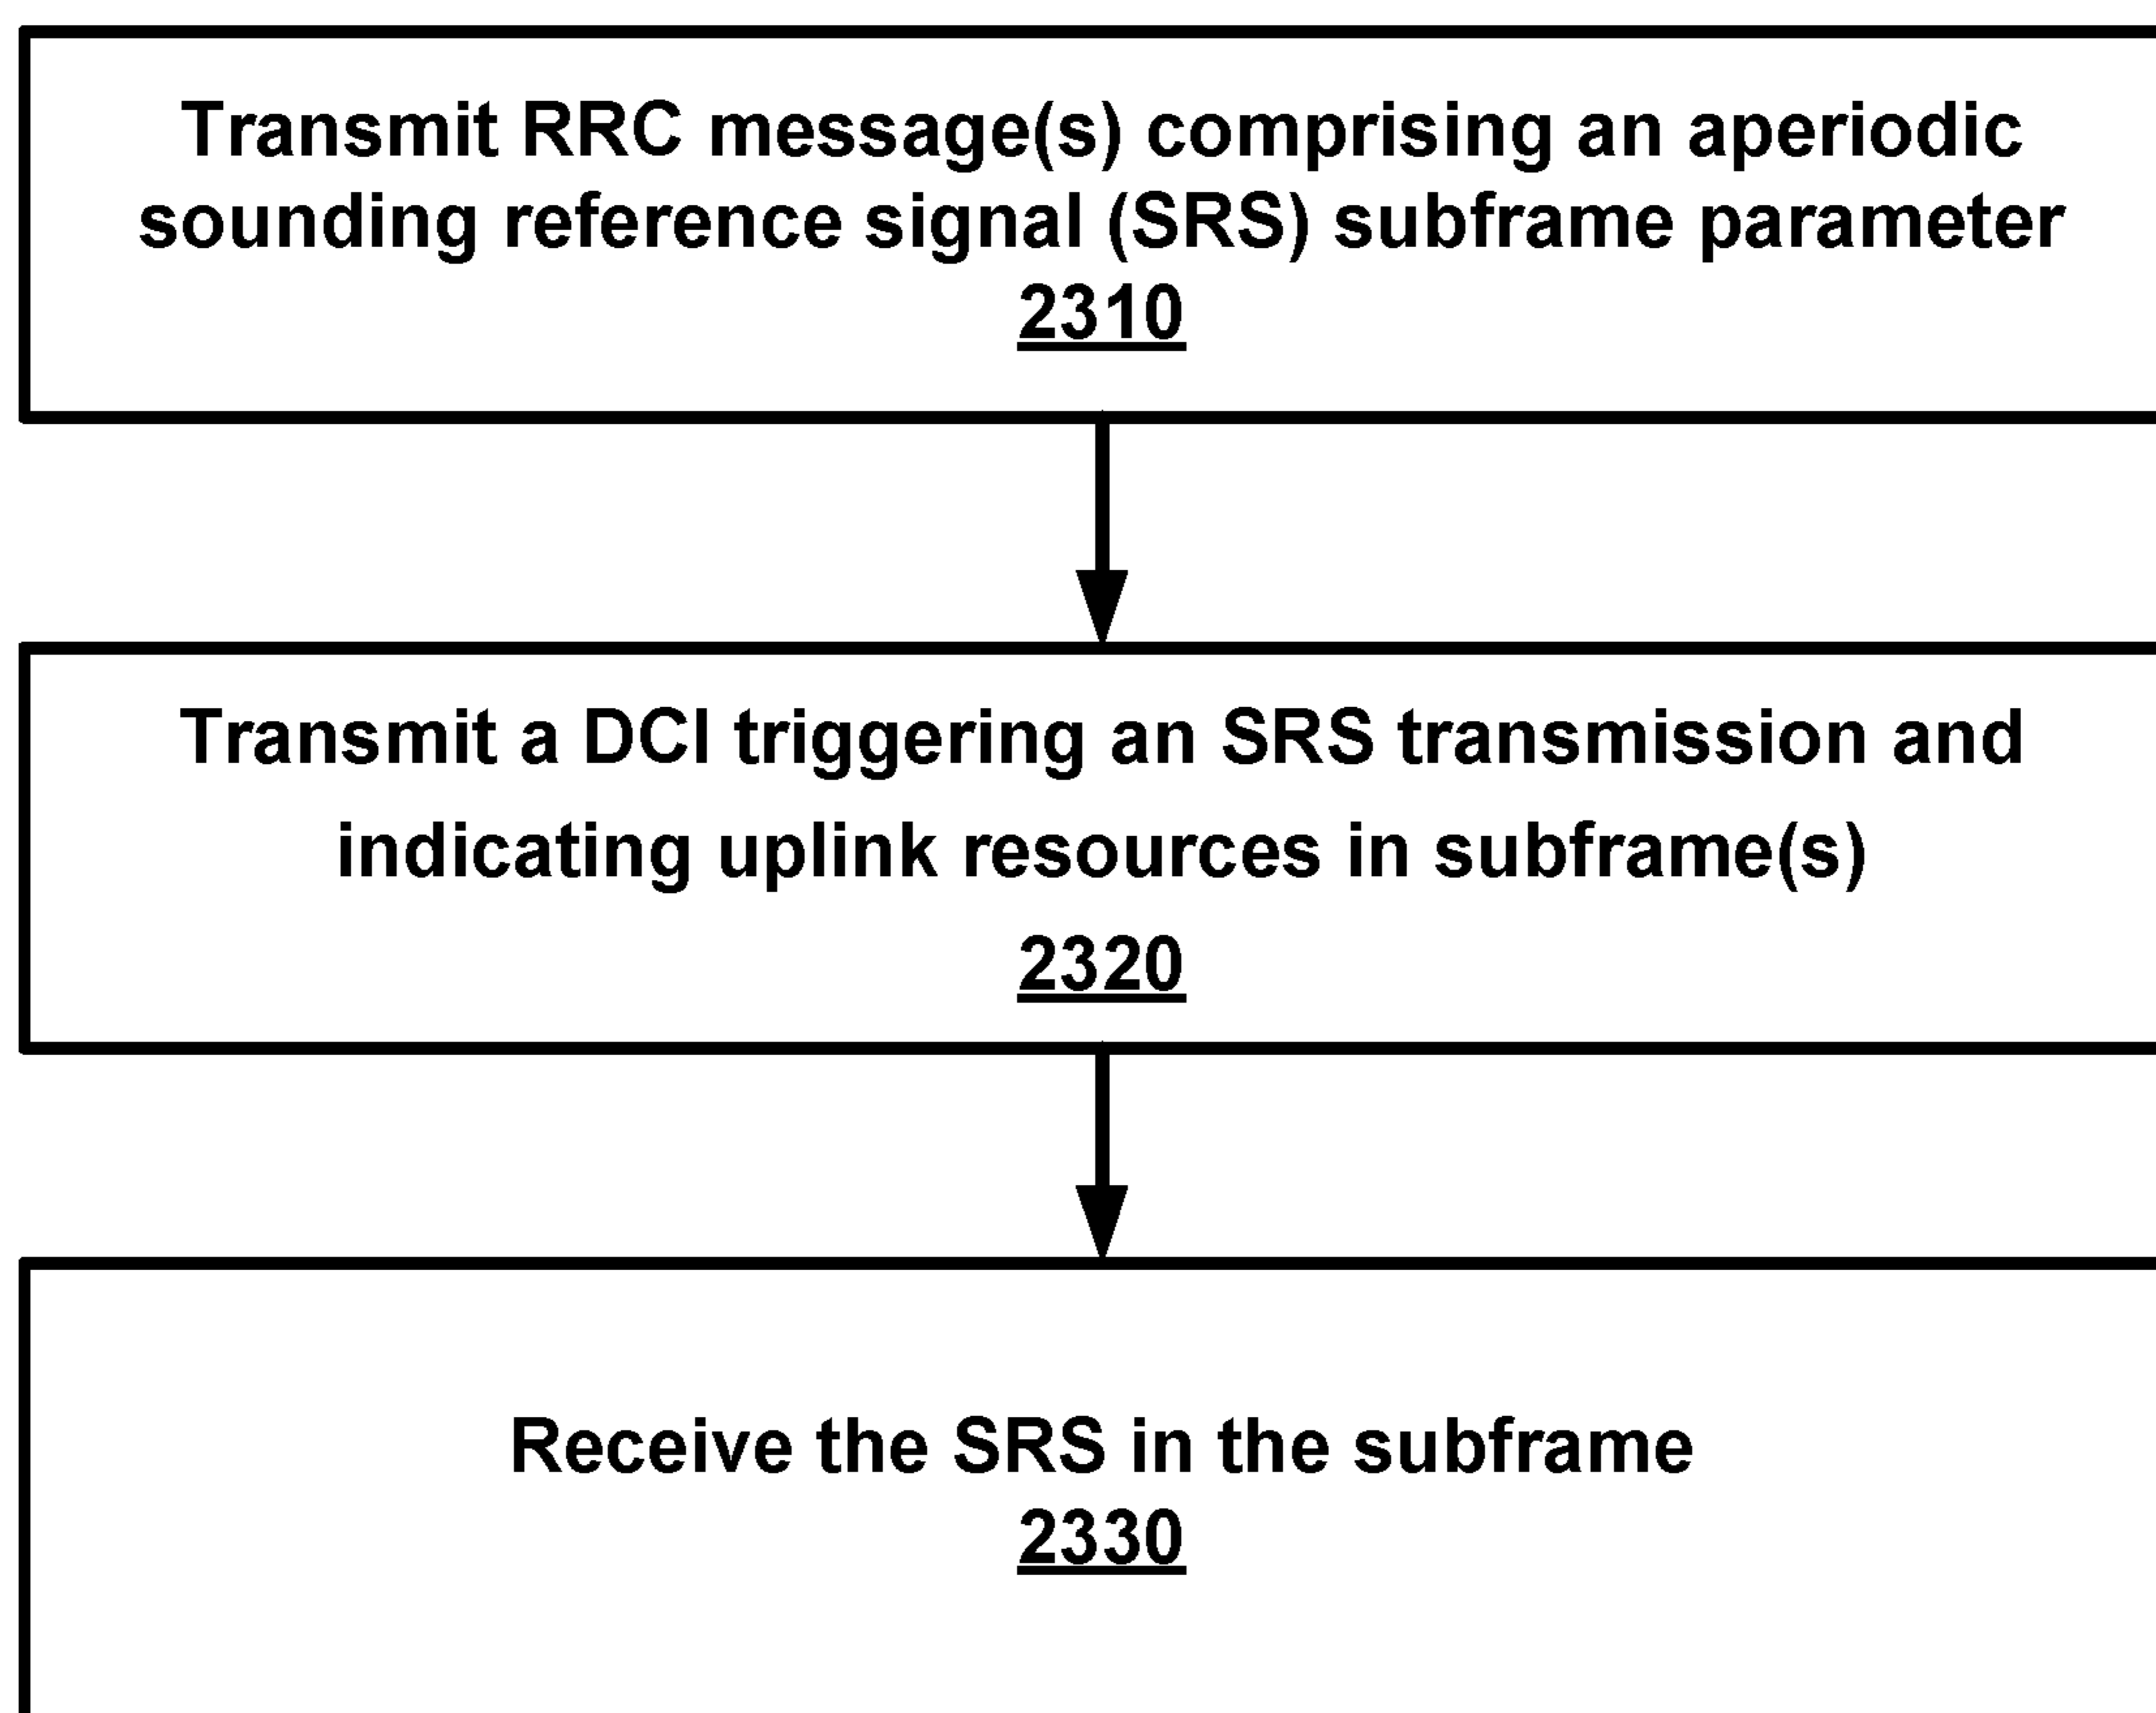 Transmit RRC message(s) comprising an aperiodic
sounding reference signal (SRS) subframe parameter
2310
Transmit a DCI triggering an SRS transmission and
indicating uplink resources in subframe(s)
2320
Receive the SRS in the subframe
2330